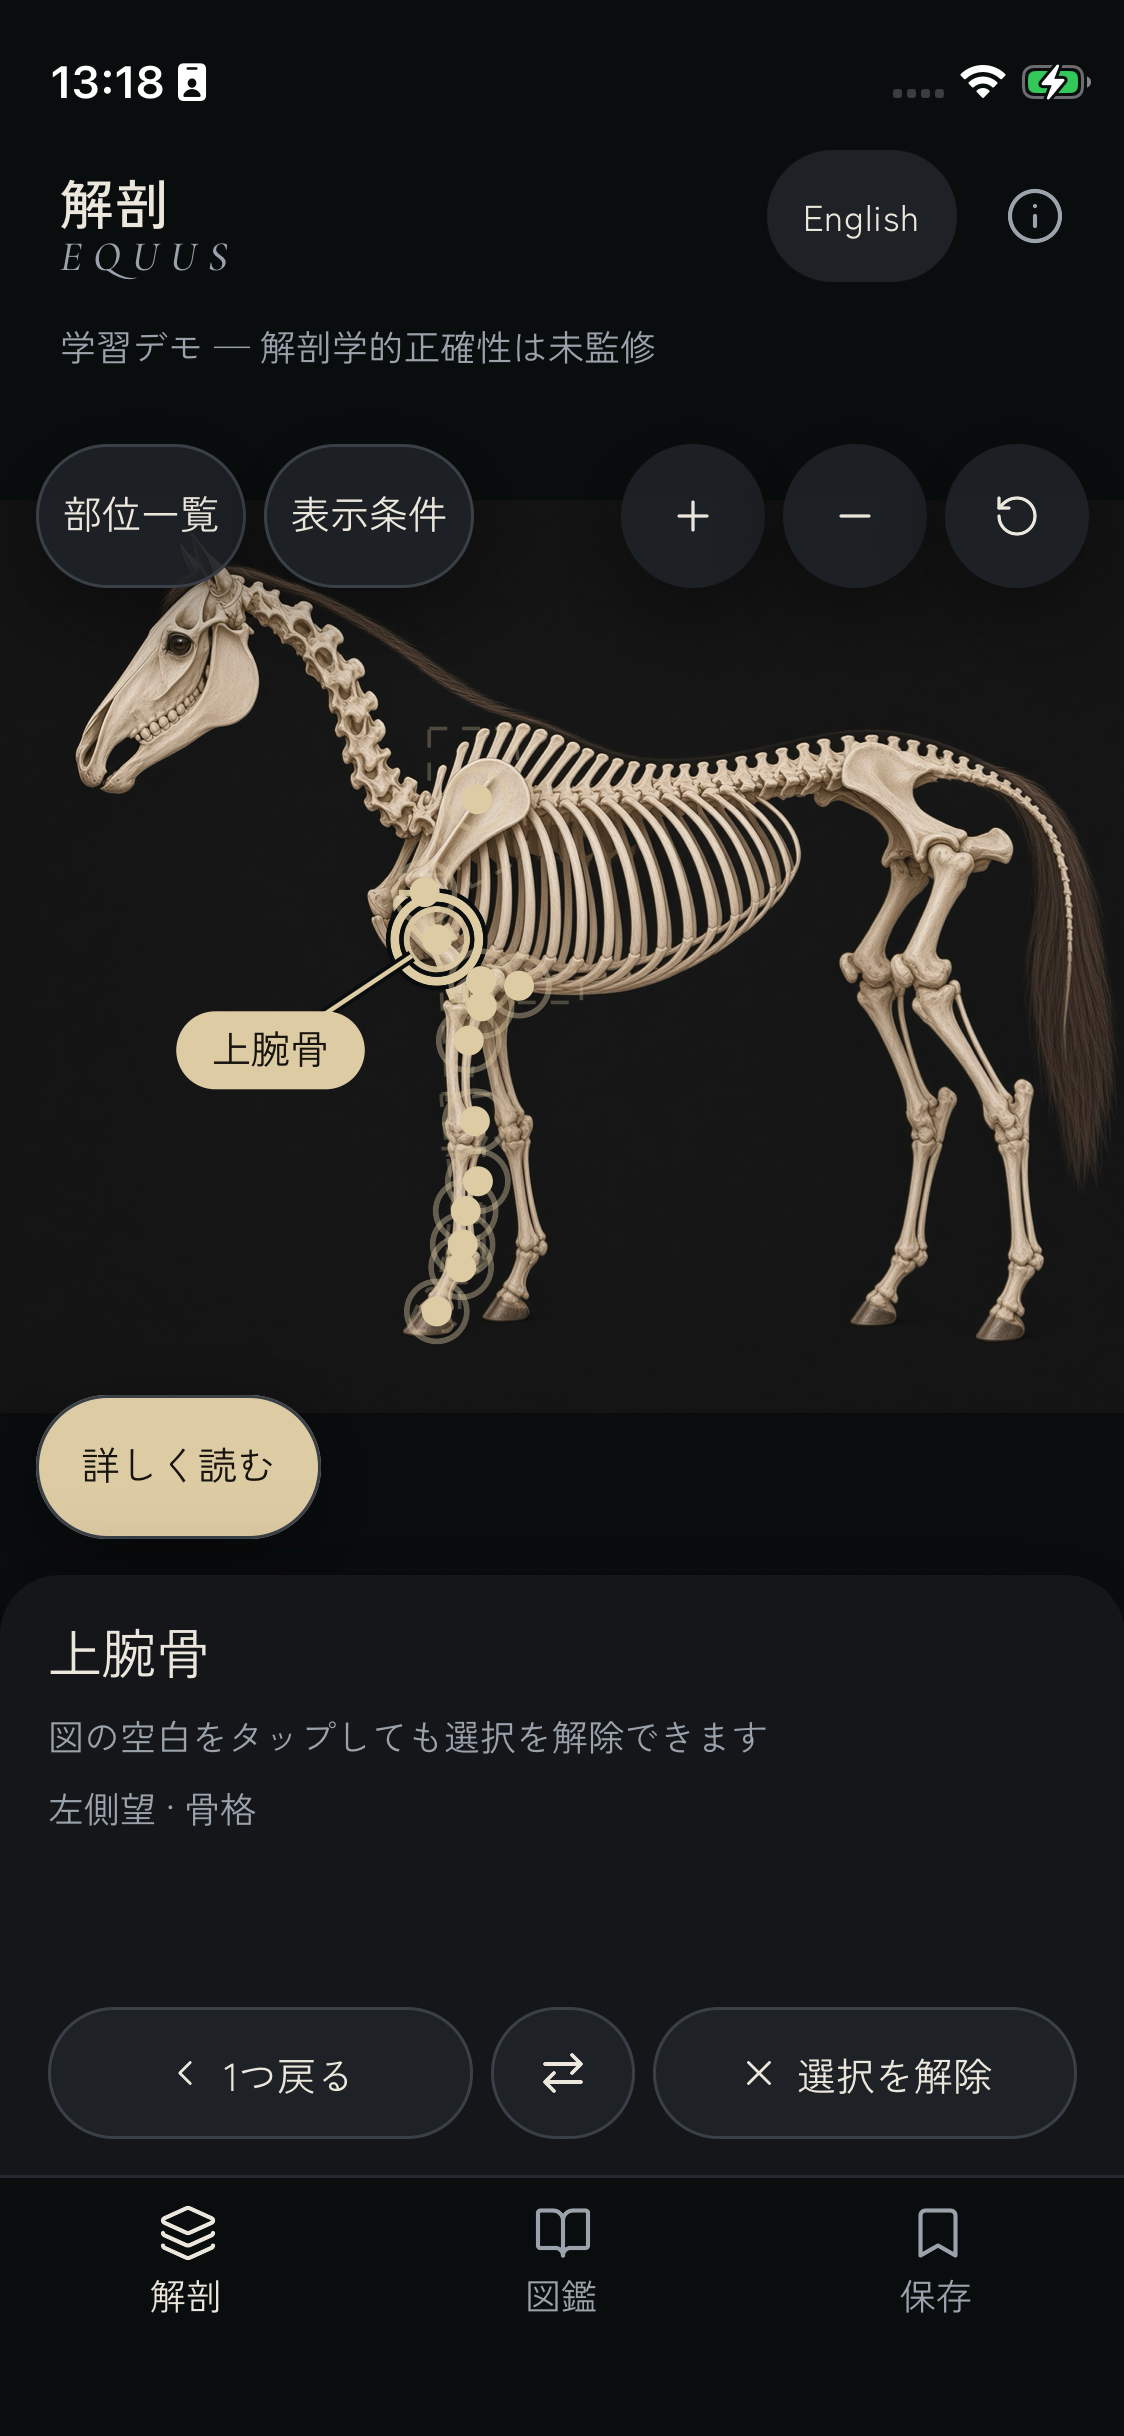 13:18
解剖
EQUUS
English
学習デモ — 解剖学的正確性は未監修
部位一覧
表示条件
上腕骨
詳しく読む
上腕骨
図の空白をタップしても選択を解除できます
左側望 · 骨格
1つ戻る
選択を解除
解剖
図鑑
保存